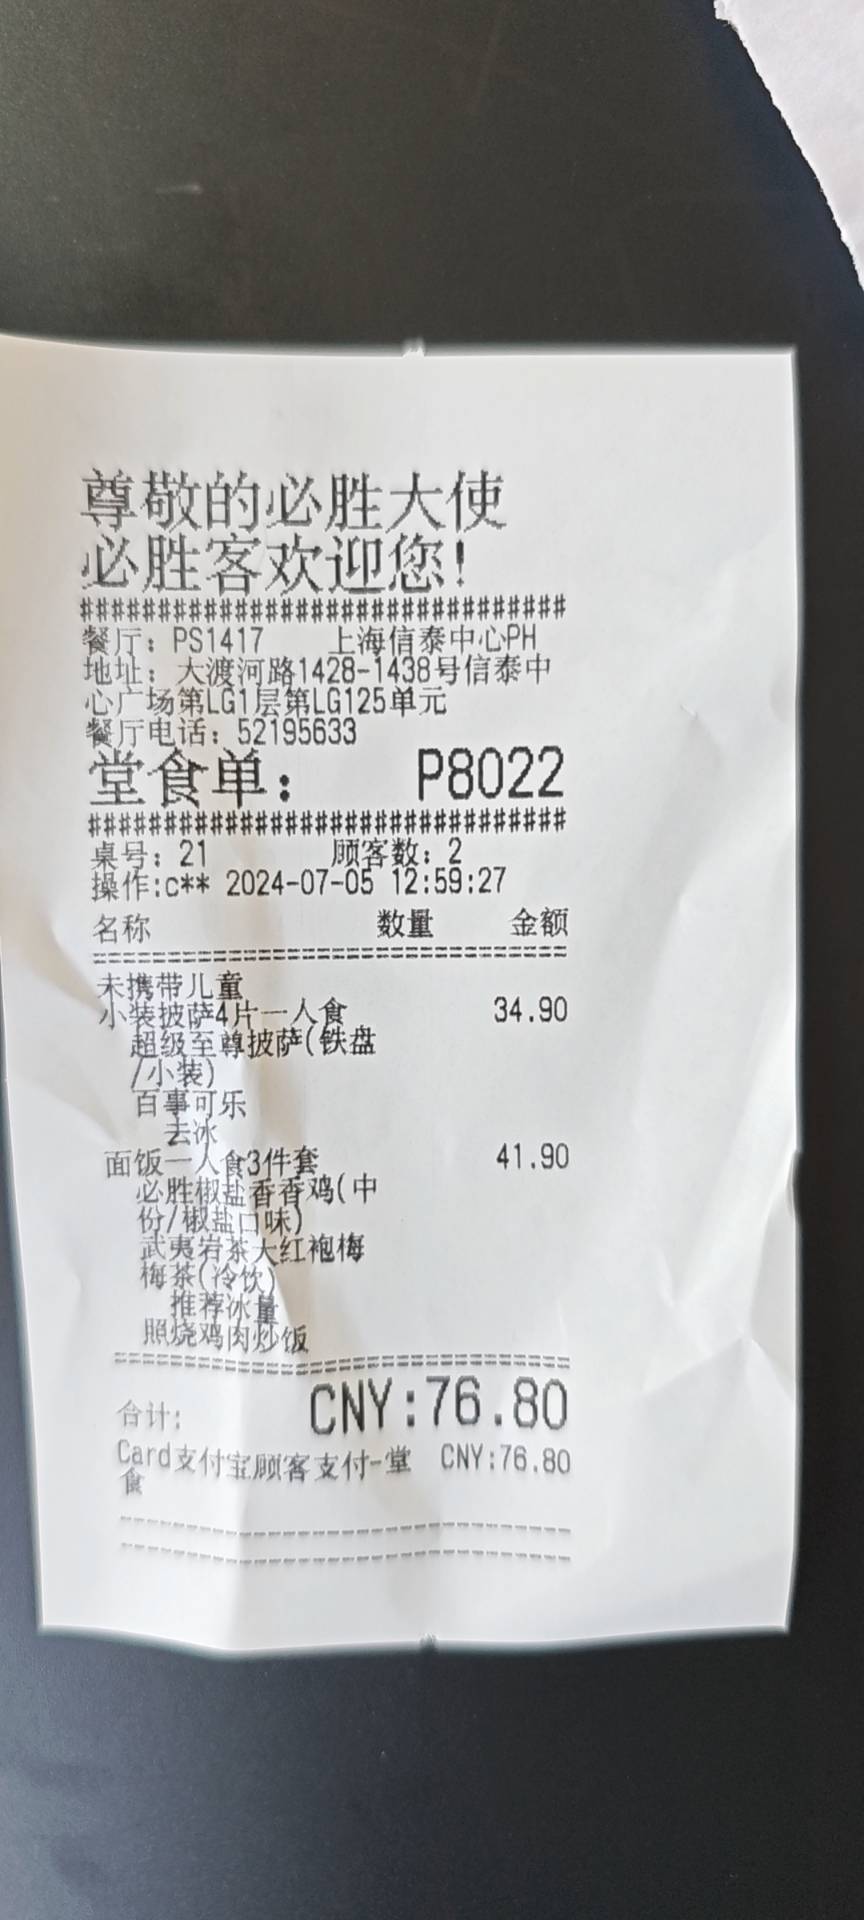 尊敬的必胜大使
必胜客欢迎您!
################################
餐厅: PS1417 上海信泰中心PH
地址: 大渡河路1428-1438号信泰中
心广场第LG1层第LG125单元
餐厅电话: 52195633
堂食单: P8022
################################
桌号: 21 顾客数: 2
操作:c** 2024-07-05 12:59:27
名称 数量 金额
================================
未携带儿童
小装披萨4片一人食 34.90
超级至尊披萨(铁盘
/小装)
百事可乐
去冰
面饭一人食3件套 41.90
必胜椒盐香香鸡(中
份/椒盐口味)
武夷岩茶大红袍梅
梅茶(冷饮)
推荐冰量
照烧鸡肉炒饭
================================
合计: CNY:76.80
Card支付宝顾客支付-堂 CNY:76.80
食
================================